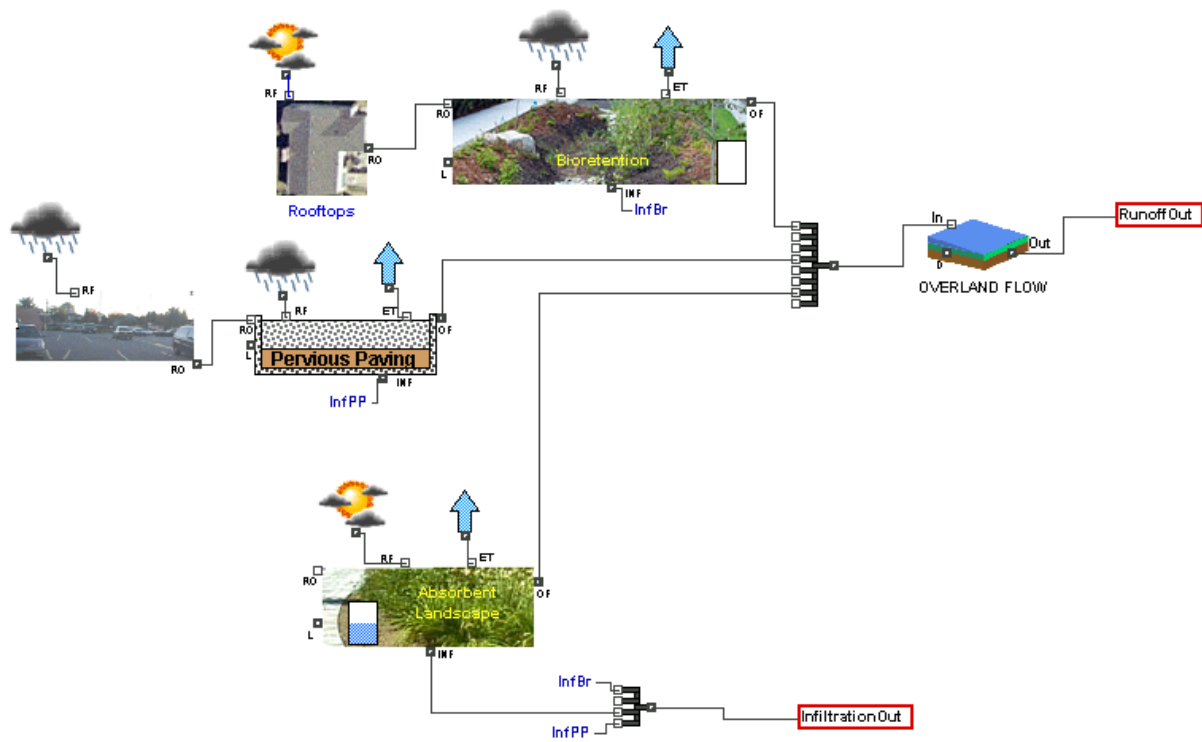 RF
ET
RF
RO
OF
RO
Bioretention
L
INF
Rooftops
InfBr
RunoffOut
In
Out
D
OVERLAND FLOW
RF
RF
ET
RO
OF
L
Pervious Paving
RO
INF
InfPP
RF
ET
RO
Absorbent
Landscape
OF
L
INF
InfBr
InfiltrationOut
InfPP